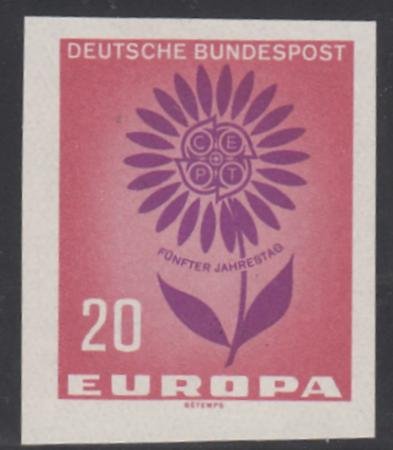 DEUTSCHE BUNDESPOST
C E
P T
FÜNFTER JAHRESTAG
20
EUROPA
BÉTEMPS